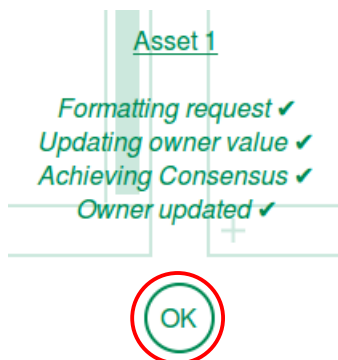 Asset 1
Formatting request ✔
Updating owner value ✔
Achieving Consensus ✔
Owner updated ✔
OK